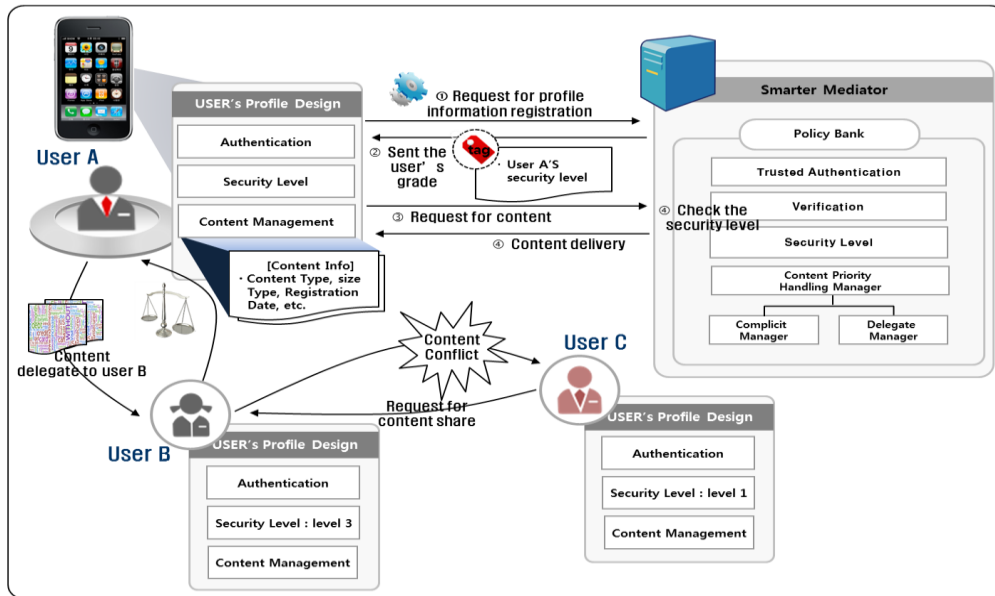 User A
USER's Profile Design
Authentication
Security Level
Content Management
[Content Info]
· Content Type, size
Type, Registration
Date, etc.
① Request for profile
information registration
② Sent the
user's
grade
tag
· User A'S
security level
③ Request for content
④ Content delivery
④ Check the
security level
Smarter Mediator
Policy Bank
Trusted Authentication
Verification
Security Level
Content Priority
Handling Manager
Complicit
Manager
Delegate
Manager
WITHOUT
Content
delegate to user B
Content
Conflict
Request for
content share
User B
USER's Profile Design
Authentication
Security Level : level 3
Content Management
User C
USER's Profile Design
Authentication
Security Level : level 1
Content Management